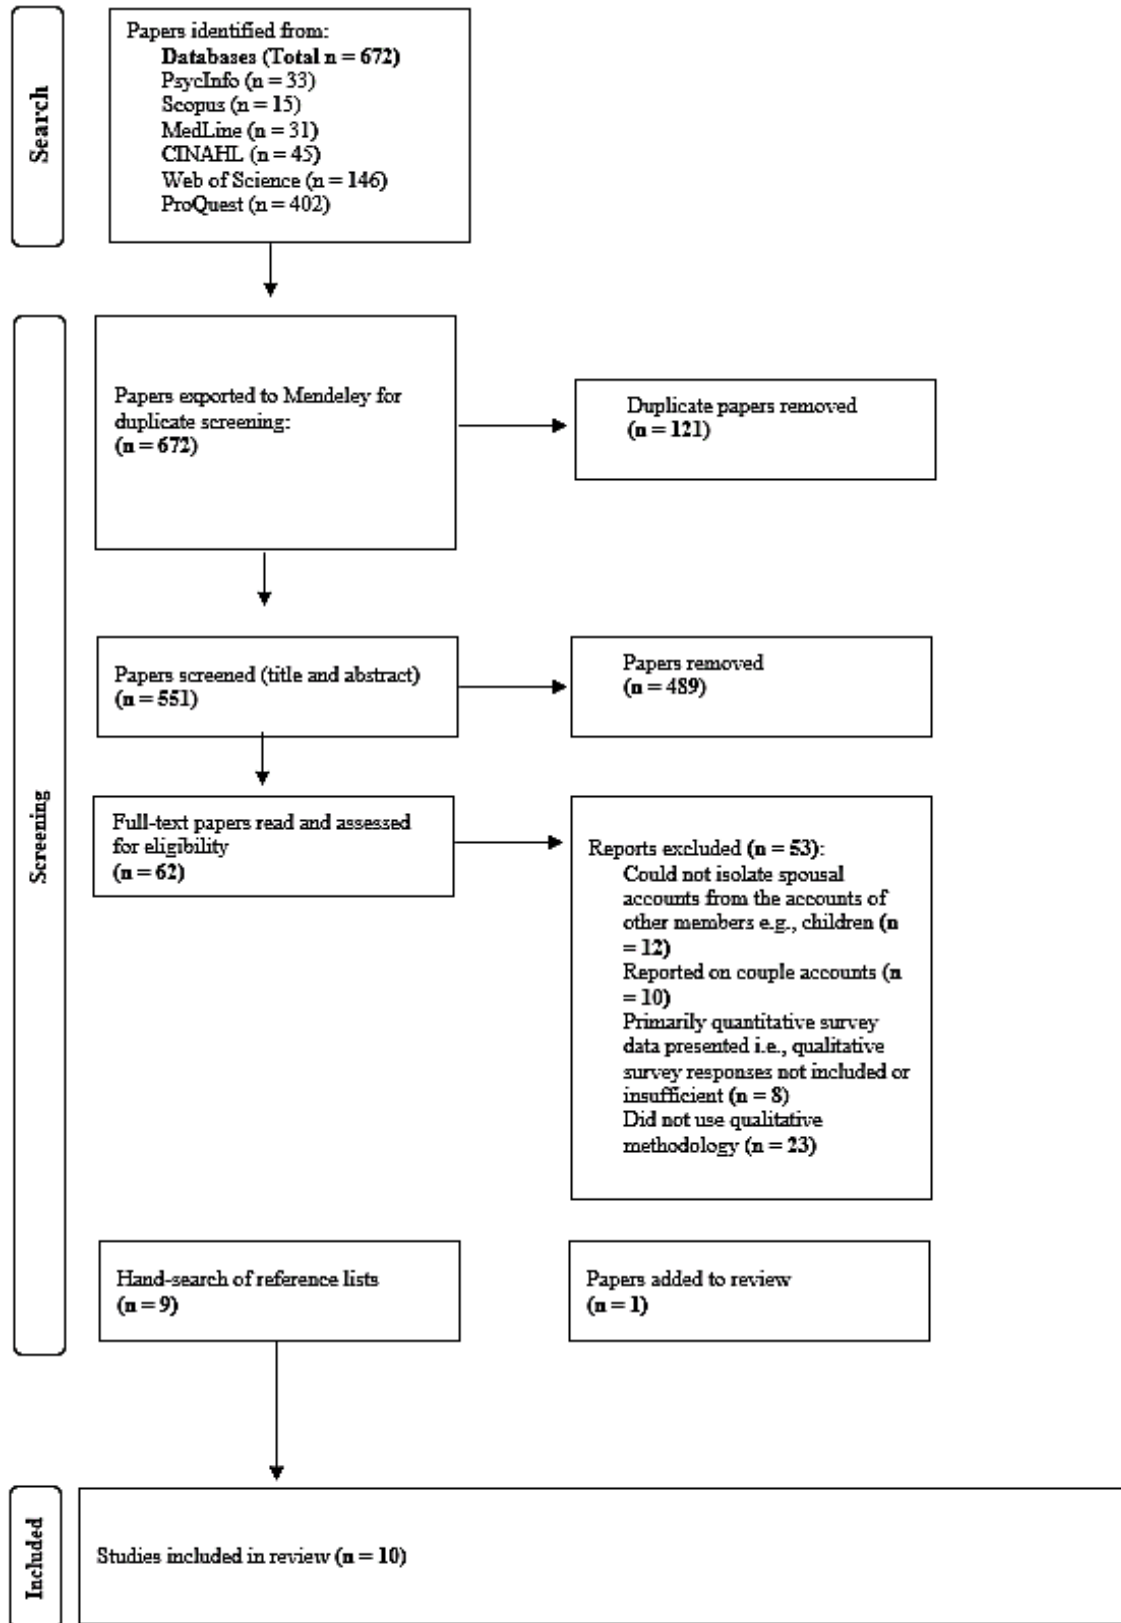 Search
Papers identified from:
Databases (Total n = 672)
PsycInfo (n = 33)
Scopus (n = 15)
MedLine (n = 31)
CINAHL (n = 45)
Web of Science (n = 146)
ProQuest (n = 402)
Screening
Papers exported to Mendeley for
duplicate screening:
(n = 672)
Duplicate papers removed
(n = 121)
Papers screened (title and abstract)
(n = 551)
Papers removed
(n = 489)
Full-text papers read and assessed
for eligibility
(n = 62)
Reports excluded (n = 53):
Could not isolate spousal
accounts from the accounts of
other members e.g., children (n
= 12)
Reported on couple accounts (n
= 10)
Primarily quantitative survey
data presented i.e., qualitative
survey responses not included or
insufficient (n = 8)
Did not use qualitative
methodology (n = 23)
Hand-search of reference lists
(n = 9)
Papers added to review
(n = 1)
Included
Studies included in review (n = 10)